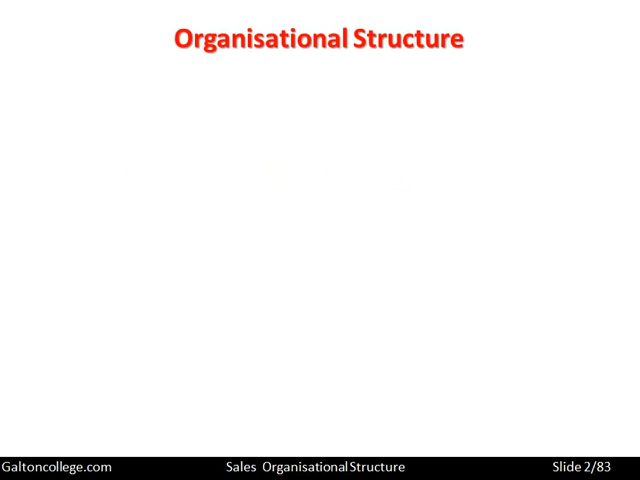 Organisational Structure
Galtoncollege.com Sales Organisational Structure Slide 2/83